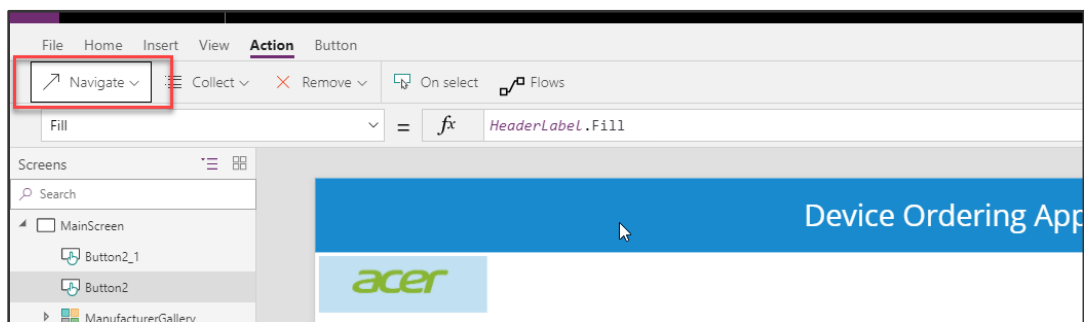 File Home Insert View Action Button
Navigate Collect Remove On select Flows
Fill = fx HeaderLabel.Fill
Screens
Search
MainScreen
Button2_1
Button2
ManufacturerGallery
Device Ordering App
acer